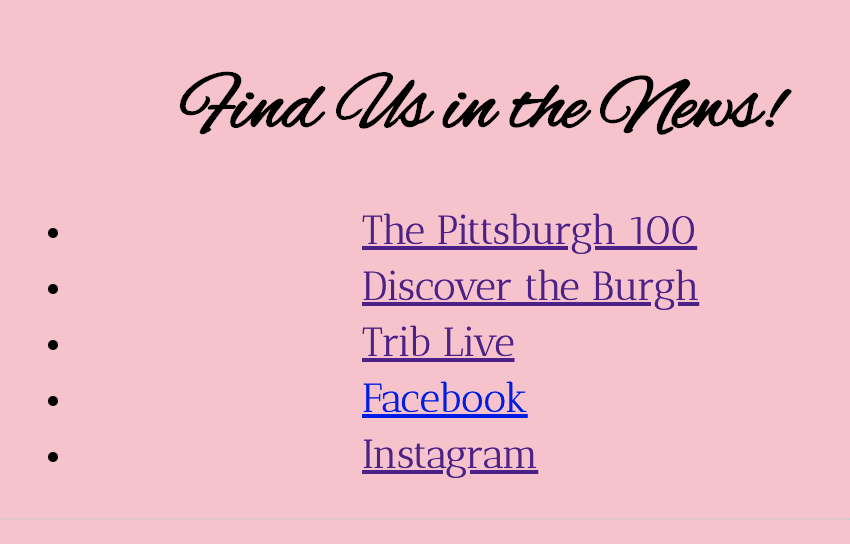 Find Us in the News!
The Pittsburgh 100
Discover the Burgh
Trib Live
Facebook
Instagram